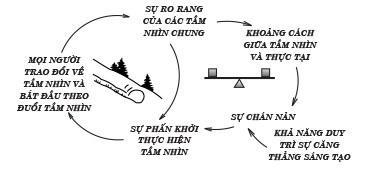 SỰ RO RANG
CỦA CÁC TẦM
NHÌN CHUNG
KHOẢNG CÁCH
GIỮA TẦM NHÌN
VÀ THỰC TẠI
SỰ CHÁN NẢN
KHẢ NĂNG DUY
TRÌ SỰ CĂNG
THẲNG SÁNG TẠO
SỰ PHẤN KHỞI
THỰC HIỆN
TẦM NHÌN
MỌI NGƯỜI
TRAO ĐỔI VỀ
TẦM NHÌN VÀ
BẮT ĐẦU THEO
ĐUỔI TẦM NHÌN